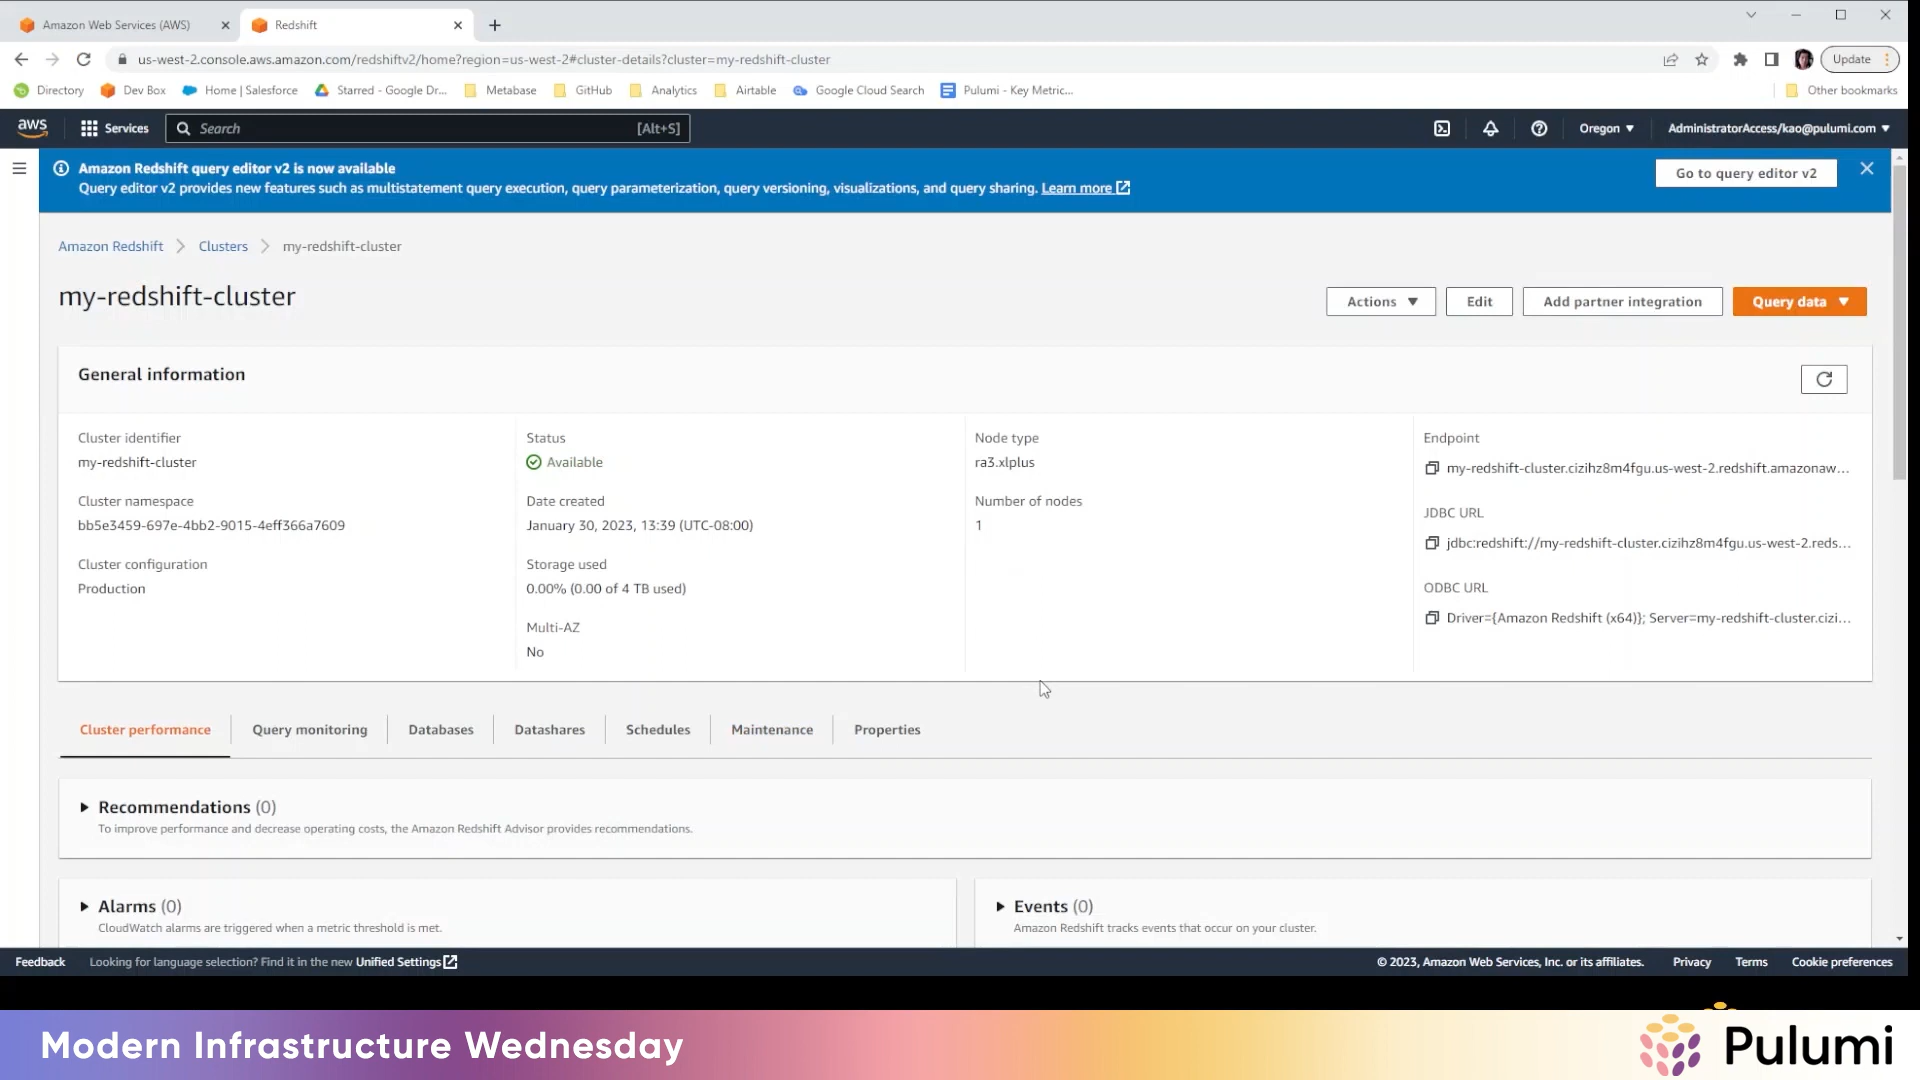 Amazon Web Services (AWS)
Redshift
us-west-2.console.aws.amazon.com/redshiftv2/home?region=us-west-2#cluster-details?cluster=my-redshift-cluster
Update
Directory
Dev Box
Home | Salesforce
Starred - Google Dr...
Metabase
GitHub
Analytics
Airtable
Google Cloud Search
Pulumi - Key Metric...
Other bookmarks
aws
Services
Search
[Alt+S]
Oregon
AdministratorAccess/kao@pulumi.com
Amazon Redshift query editor v2 is now available
Query editor v2 provides new features such as multistatement query execution, query parameterization, query versioning, visualizations, and query sharing. Learn more
Go to query editor v2
Amazon Redshift
Clusters
my-redshift-cluster
my-redshift-cluster
Actions
Edit
Add partner integration
Query data
General information
Cluster identifier
my-redshift-cluster
Cluster namespace
bb5e3459-697e-4bb2-9015-4eff366a7609
Cluster configuration
Production
Status
Available
Date created
January 30, 2023, 13:39 (UTC-08:00)
Storage used
0.00% (0.00 of 4 TB used)
Multi-AZ
No
Node type
ra3.xlplus
Number of nodes
1
Endpoint
my-redshift-cluster.cizihz8m4fgu.us-west-2.redshift.amazonaw...
JDBC URL
jdbc:redshift://my-redshift-cluster.cizihz8m4fgu.us-west-2.reds...
ODBC URL
Driver={Amazon Redshift (x64)}; Server=my-redshift-cluster.cizi...
Cluster performance
Query monitoring
Databases
Datashares
Schedules
Maintenance
Properties
Recommendations (0)
To improve performance and decrease operating costs, the Amazon Redshift Advisor provides recommendations.
Alarms (0)
CloudWatch alarms are triggered when a metric threshold is met.
Events (0)
Amazon Redshift tracks events that occur on your cluster.
Feedback
Looking for language selection? Find it in the new Unified Settings
© 2023, Amazon Web Services, Inc. or its affiliates.
Privacy
Terms
Cookie preferences
Modern Infrastructure Wednesday
Pulumi